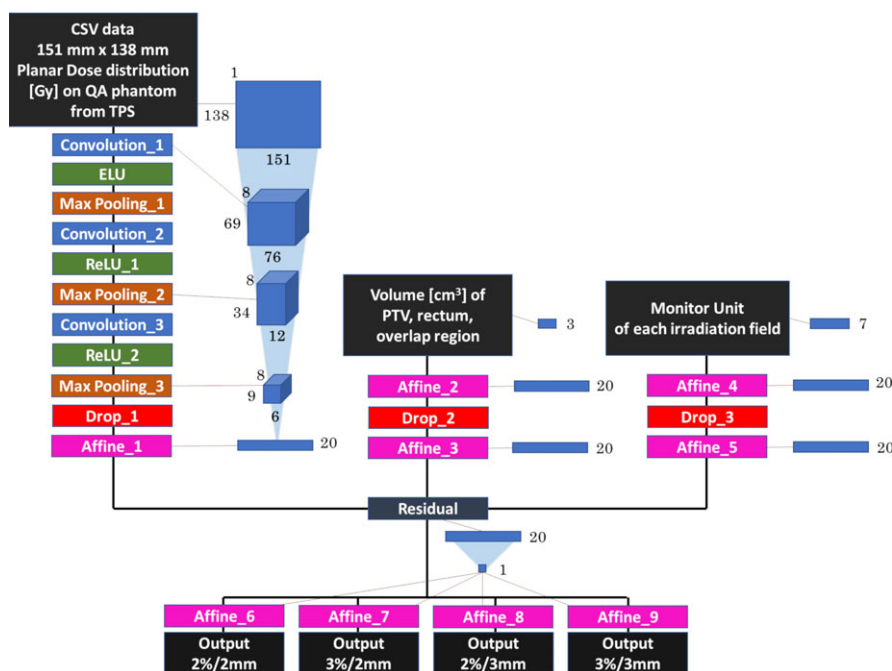 CSV data
151 mm x 138 mm
Planar Dose distribution
[Gy] on QA phantom
from TPS
1
138
151
Convolution_1
ELU
Max Pooling_1
Convolution_2
ReLU_1
Max Pooling_2
Convolution_3
ReLU_2
Max Pooling_3
Drop_1
Affine_1
8
69
76
8
34
12
8
9
6
20
Volume [cm³] of
PTV, rectum,
overlap region
3
Affine_2
20
Drop_2
Affine_3
20
Monitor Unit
of each irradiation field
7
Affine_4
20
Drop_3
Affine_5
20
Residual
20
1
Affine_6
Affine_7
Affine_8
Affine_9
Output
2%/2mm
Output
3%/2mm
Output
2%/3mm
Output
3%/3mm